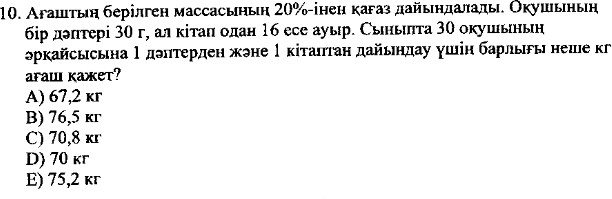 10. Ағаштың берілген массасының 20%-інен қағаз дайындалады. Оқушының
бір дәптері 30 г, ал кітап одан 16 есе ауыр. Сыныпта 30 оқушының
әрқайсысына 1 дәптерден және 1 кітаптан дайындау үшін барлығы неше кг
ағаш қажет?
A) 67,2 кг
B) 76,5 кг
C) 70,8 кг
D) 70 кг
E) 75,2 кг